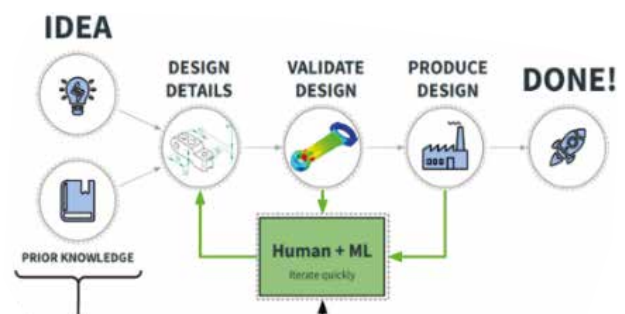 IDEA
DESIGN
DETAILS
VALIDATE
DESIGN
PRODUCE
DESIGN
DONE!
PRIOR KNOWLEDGE
Human + ML
Iterate quickly